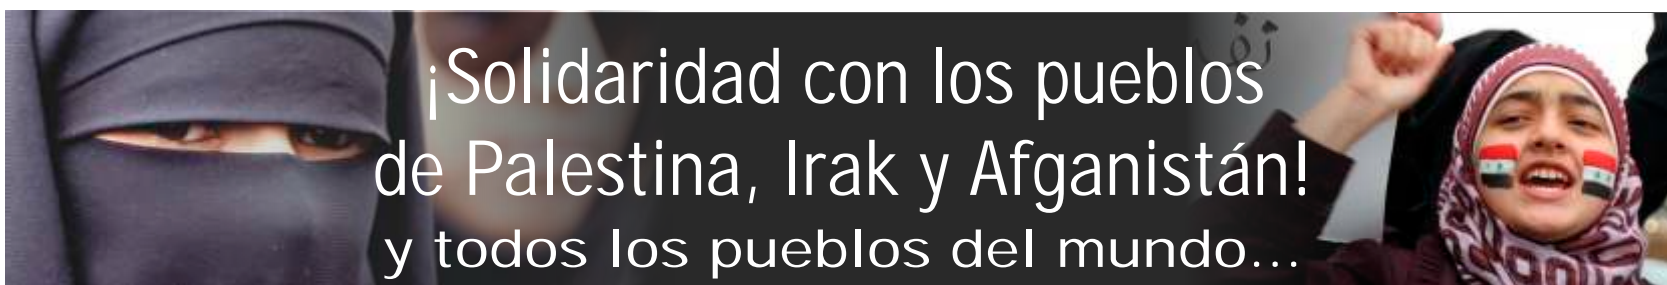 ¡Solidaridad con los pueblos
de Palestina, Irak y Afganistán!
y todos los pueblos del mundo...